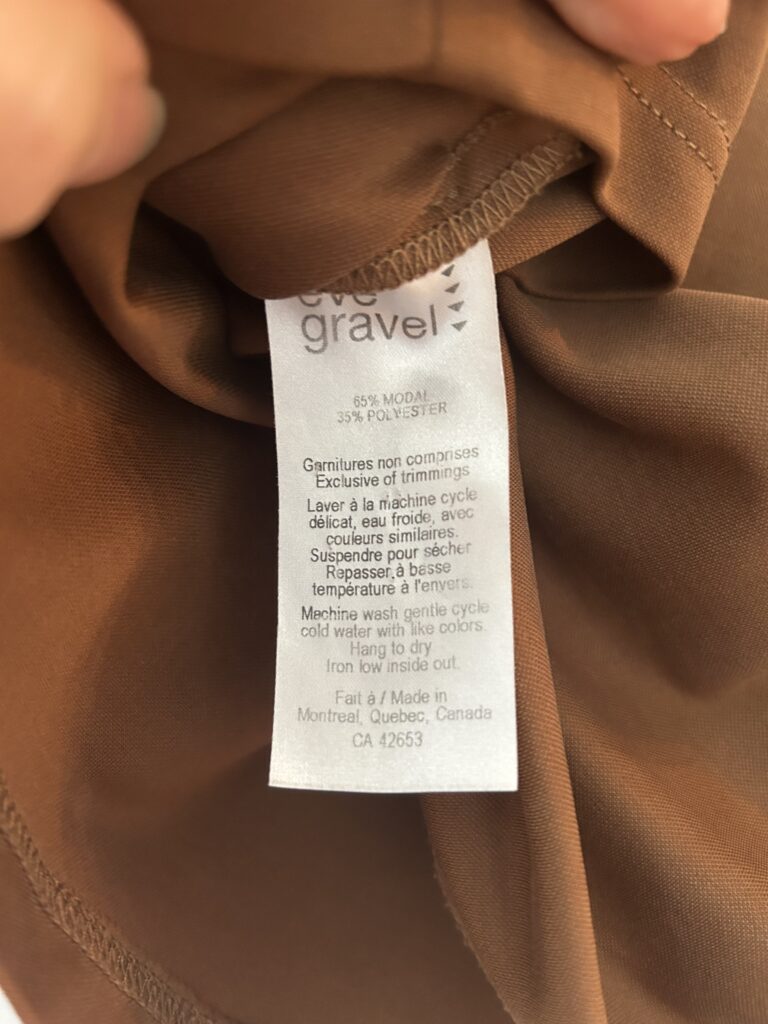 eve
gravel
65% MODAL
35% POLYESTER
Garnitures non comprises
Exclusive of trimmings
Laver à la machine cycle
délicat, eau froide, avec
couleurs similaires.
Suspendre pour sécher
Repasser à basse
température à l'envers.
Machine wash gentle cycle
cold water with like colors.
Hang to dry
Iron low inside out.
Fait à / Made in
Montreal, Quebec, Canada
CA 42653